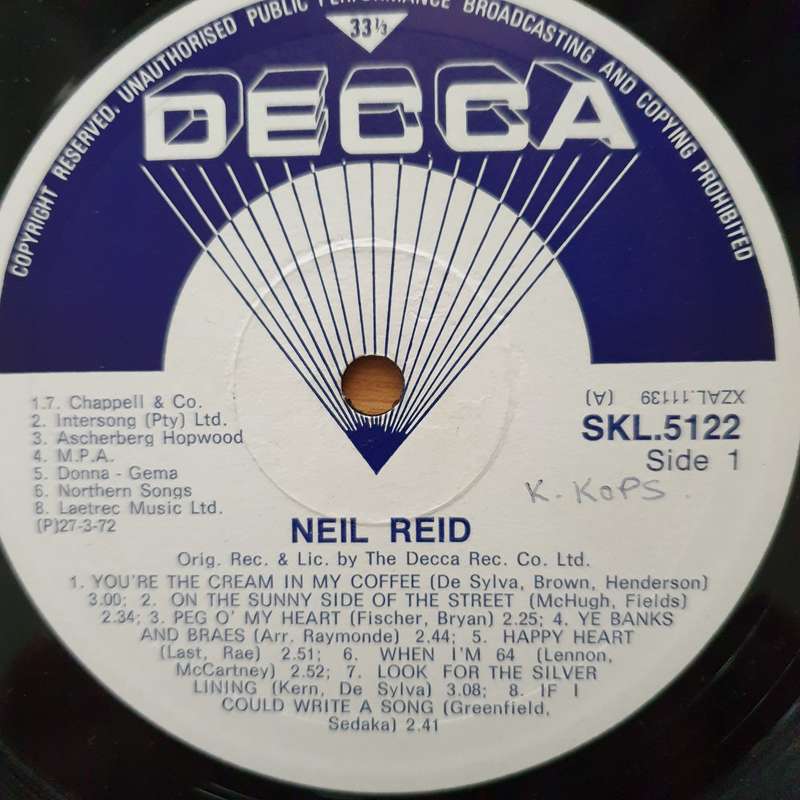 COPYRIGHT RESERVED. UNAUTHORISED PUBLIC PERFORMANCE BROADCASTING AND COPYING PROHIBITED
33⅓
DECCA
1.7. Chappell & Co.
2. Intersong (Pty) Ltd.
3. Ascherberg Hopwood
4. M.P.A.
5. Donna - Gema
6. Northern Songs
8. Laetrec Music Ltd.
(P)27-3-72
XZAL.11139 (A)
SKL.5122
Side 1
K. KOPS.
NEIL REID
Orig. Rec. & Lic. by The Decca Rec. Co. Ltd.
1. YOU'RE THE CREAM IN MY COFFEE (De Sylva, Brown, Henderson)
3.00; 2. ON THE SUNNY SIDE OF THE STREET (McHugh, Fields)
2.34; 3. PEG O' MY HEART (Fischer, Bryan) 2.25; 4. YE BANKS
AND BRAES (Arr. Raymonde) 2.44; 5. HAPPY HEART
(Last, Rae) 2.51; 6. WHEN I'M 64 (Lennon,
McCartney) 2.52; 7. LOOK FOR THE SILVER
LINING (Kern, De Sylva) 3.08; 8. IF I
COULD WRITE A SONG (Greenfield,
Sedaka) 2.41